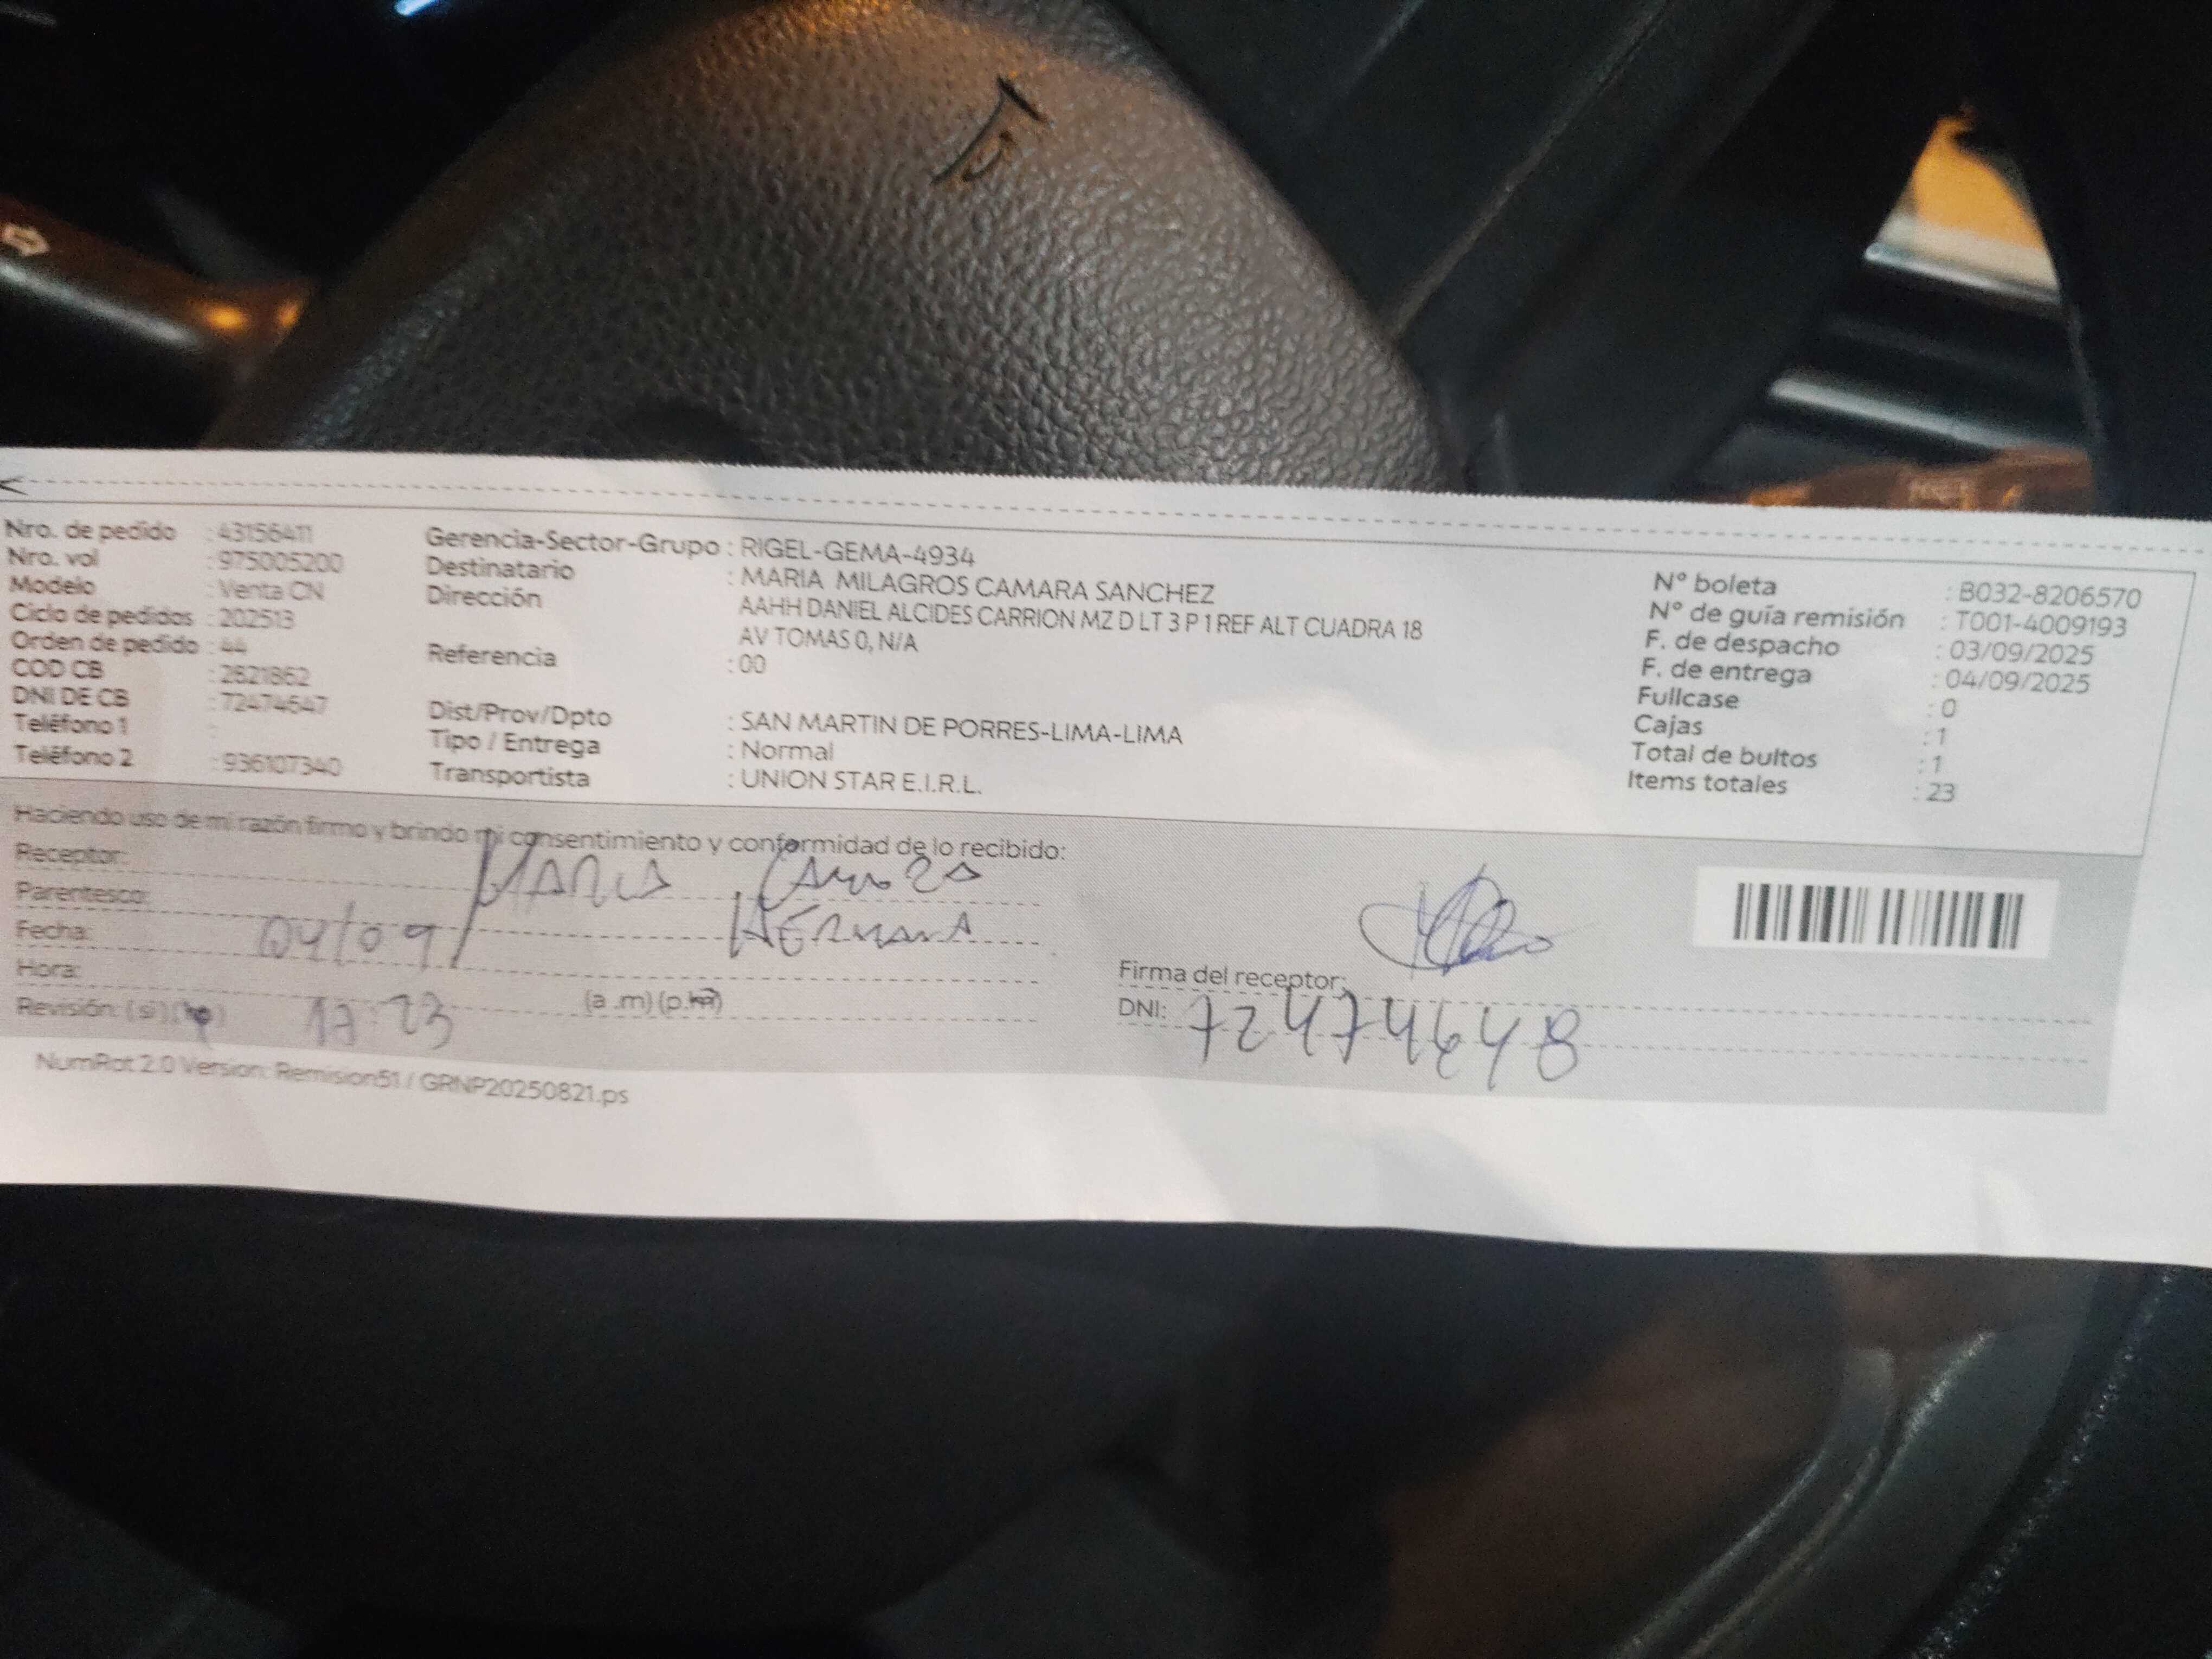 Nro. de pedido : 43156411
Nro. vol : 975005200
Modelo : Venta CN
Ciclo de pedidos : 202513
Orden de pedido : 44
COD CB : 2821862
DNI DE CB : 72474647
Teléfono 1 :
Teléfono 2 : 936107340
Gerencia-Sector-Grupo : RIGEL-GEMA-4934
Destinatario : MARIA MILAGROS CAMARA SANCHEZ
Dirección AAHH DANIEL ALCIDES CARRION MZ D LT 3 P 1 REF ALT CUADRA 18
AV TOMAS 0, N/A
Referencia : 00
Dist/Prov/Dpto : SAN MARTIN DE PORRES-LIMA-LIMA
Tipo / Entrega : Normal
Transportista : UNION STAR E.I.R.L.
N° boleta : B032-8206570
N° de guía remisión : T001-4009193
F. de despacho : 03/09/2025
F. de entrega : 04/09/2025
Fullcase : 0
Cajas : 1
Total de bultos : 1
Items totales : 23
Haciendo uso de mi razón firmo y brindo mi consentimiento y conformidad de lo recibido:
Receptor: MARIA
Parentesco: HERMANA
Fecha: 04/09
Hora: 17:23 (a .m) (p.m)
Revisión: (si) (no)
Firma del receptor:
DNI: 72474648
NumRot 2.0 Version: Remision51 / GRNP20250821.ps